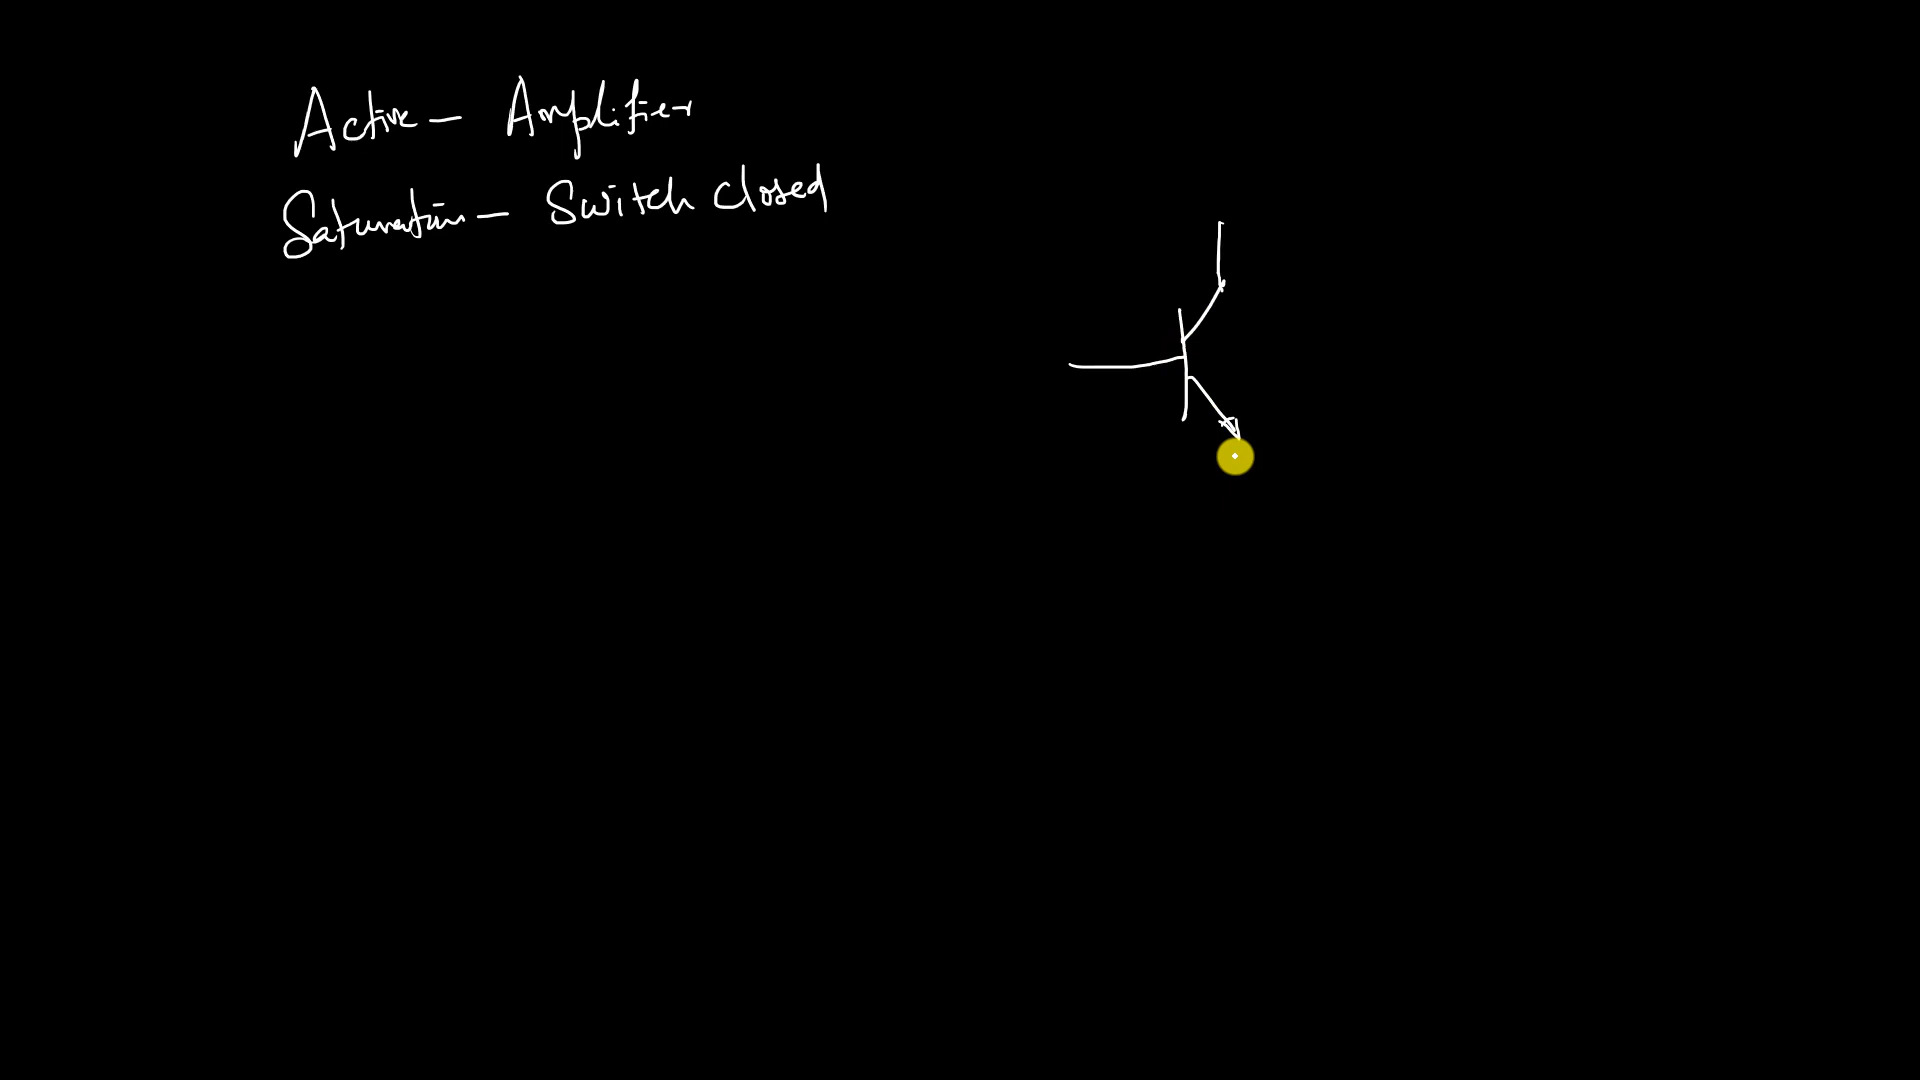 Active - Amplifier
Saturation - Switch closed